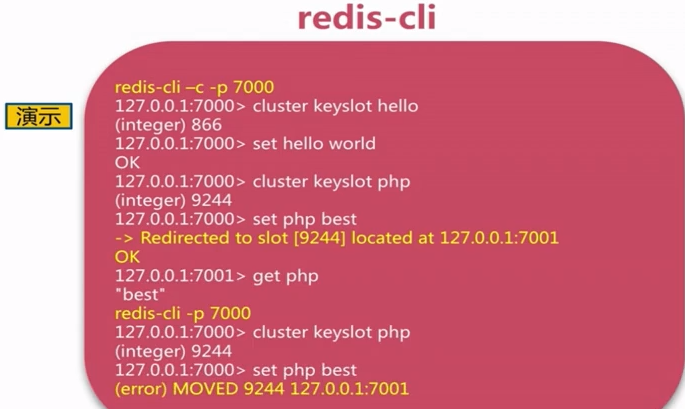 redis-cli
演示
redis-cli –c -p 7000
127.0.0.1:7000> cluster keyslot hello
(integer) 866
127.0.0.1:7000> set hello world
OK
127.0.0.1:7000> cluster keyslot php
(integer) 9244
127.0.0.1:7000> set php best
-> Redirected to slot [9244] located at 127.0.0.1:7001
OK
127.0.0.1:7001> get php
"best"
redis-cli -p 7000
127.0.0.1:7000> cluster keyslot php
(integer) 9244
127.0.0.1:7000> set php best
(error) MOVED 9244 127.0.0.1:7001